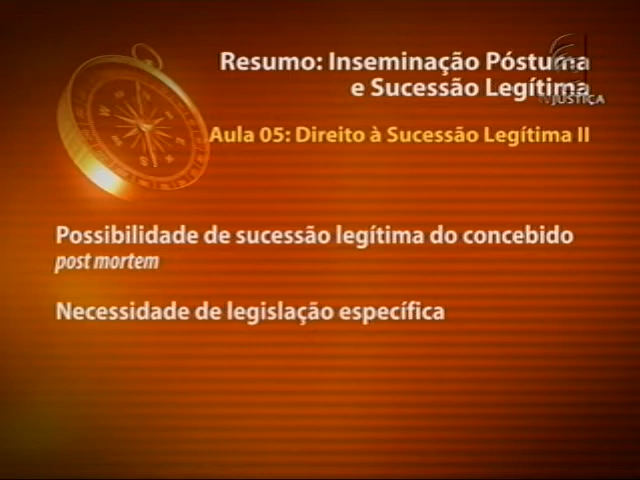 Resumo: Inseminação Póstuma
e Sucessão Legítima
JUSTIÇA
Aula 05: Direito à Sucessão Legítima II
Possibilidade de sucessão legítima do concebido
post mortem
Necessidade de legislação específica